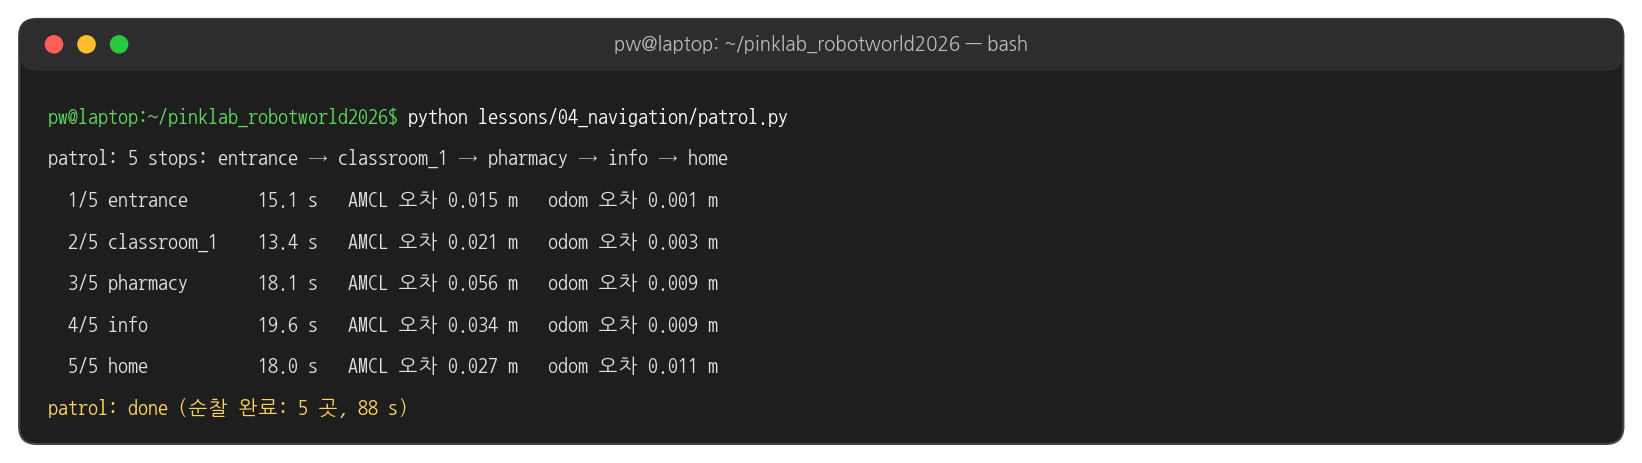 pw@laptop: ~/pinklab_robotworld2026 — bash
pw@laptop:~/pinklab_robotworld2026$ python lessons/04_navigation/patrol.py
patrol: 5 stops: entrance → classroom_1 → pharmacy → info → home
1/5 entrance 15.1 s AMCL 오차 0.015 m odom 오차 0.001 m
2/5 classroom_1 13.4 s AMCL 오차 0.021 m odom 오차 0.003 m
3/5 pharmacy 18.1 s AMCL 오차 0.056 m odom 오차 0.009 m
4/5 info 19.6 s AMCL 오차 0.034 m odom 오차 0.009 m
5/5 home 18.0 s AMCL 오차 0.027 m odom 오차 0.011 m
patrol: done (순찰 완료: 5 곳, 88 s)